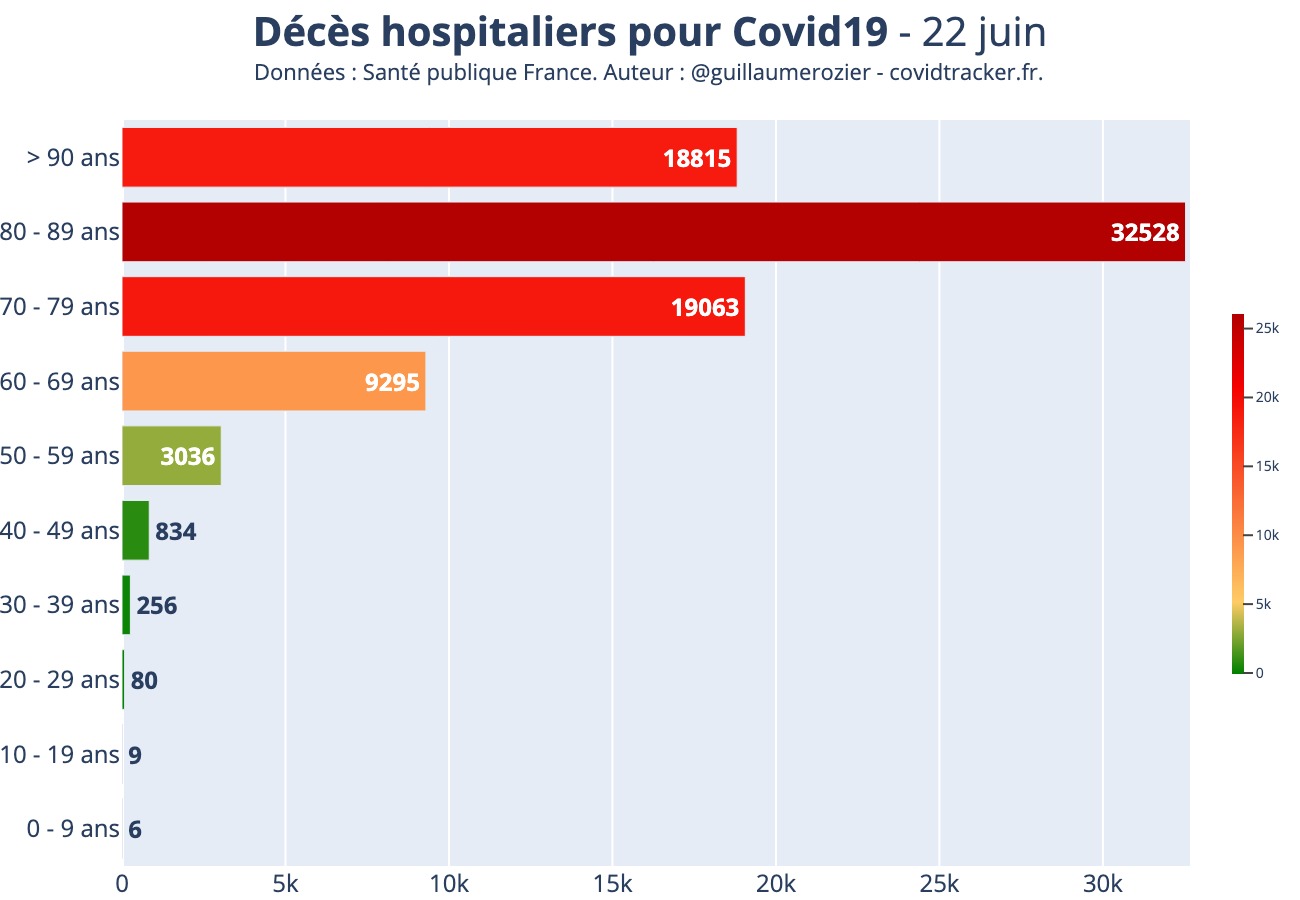 Décès hospitaliers pour Covid19 - 22 juin
Données : Santé publique France. Auteur : @guillaumerozier - covidtracker.fr.
> 90 ans 18815
80 - 89 ans 32528
70 - 79 ans 19063
60 - 69 ans 9295
50 - 59 ans 3036
40 - 49 ans 834
30 - 39 ans 256
20 - 29 ans 80
10 - 19 ans 9
0 - 9 ans 6
0 5k 10k 15k 20k 25k 30k
25k
20k
15k
10k
5k
0